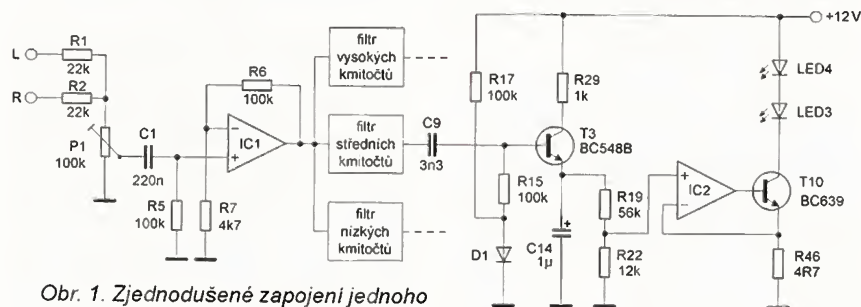 +12V
L
R1
22k
R
R2
22k
P1
100k
C1
220n
R5
100k
R6
100k
IC1
R7
4k7
filtr
vysokých
kmitočtů
filtr
středních
kmitočtů
filtr
nízkých
kmitočtů
C9
3n3
R17
100k
R29
1k
T3
BC548B
R15
100k
D1
C14
1µ
R19
56k
R22
12k
IC2
LED4
LED3
T10
BC639
R46
4R7
Obr. 1. Zjednodušené zapojení jednoho